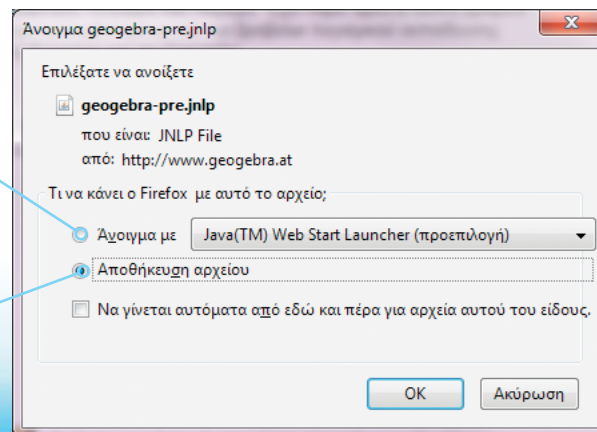 Άνοιγμα geogebra-pre.jnlp
Επιλέξατε να ανοίξετε
geogebra-pre.jnlp
που είναι: JNLP File
από: http://www.geogebra.at
Τι να κάνει ο Firefox με αυτό το αρχείο;
Άνοιγμα με Java(TM) Web Start Launcher (προεπιλογή)
Αποθήκευση αρχείου
Να γίνεται αυτόματα από εδώ και πέρα για αρχεία αυτού του είδους.
OK Ακύρωση